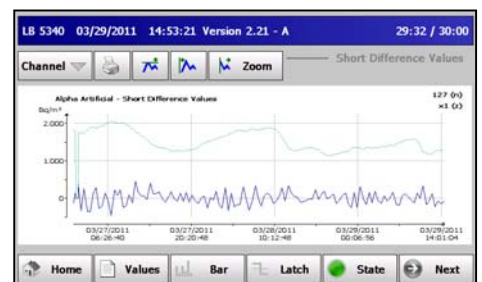 LB 5340 03/29/2011 14:53:21 Version 2.21 - A 29:32 / 30:00
Channel Zoom Short Difference Values
Alpha Artificial - Short Difference Values 127 (n)
Bq/m³ x1 (z)
2.000
1.000
0
03/27/2011 03/27/2011 03/28/2011 03/29/2011 03/29/2011
06:26:40 20:20:48 10:12:48 00:06:56 14:01:04
Home Values Bar Latch State Next